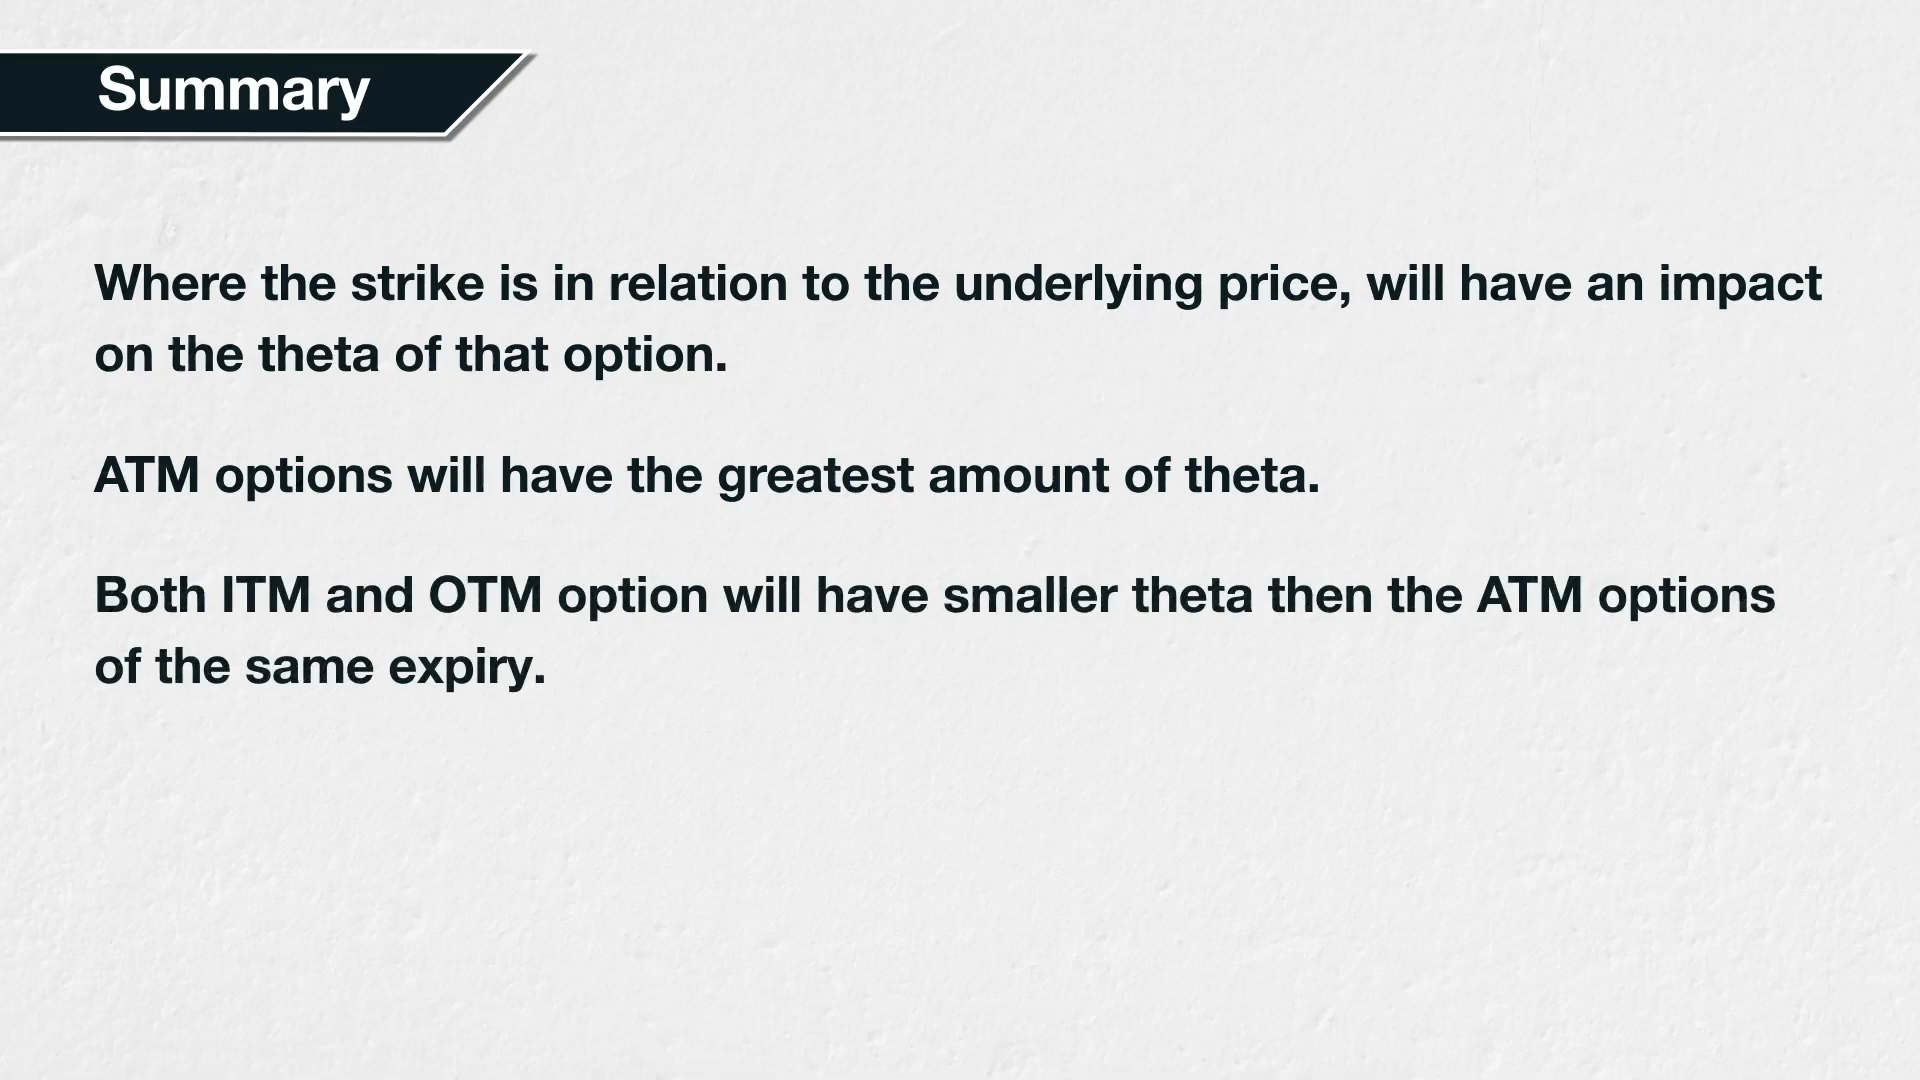 Summary
Where the strike is in relation to the underlying price, will have an impact
on the theta of that option.
ATM options will have the greatest amount of theta.
Both ITM and OTM option will have smaller theta then the ATM options
of the same expiry.